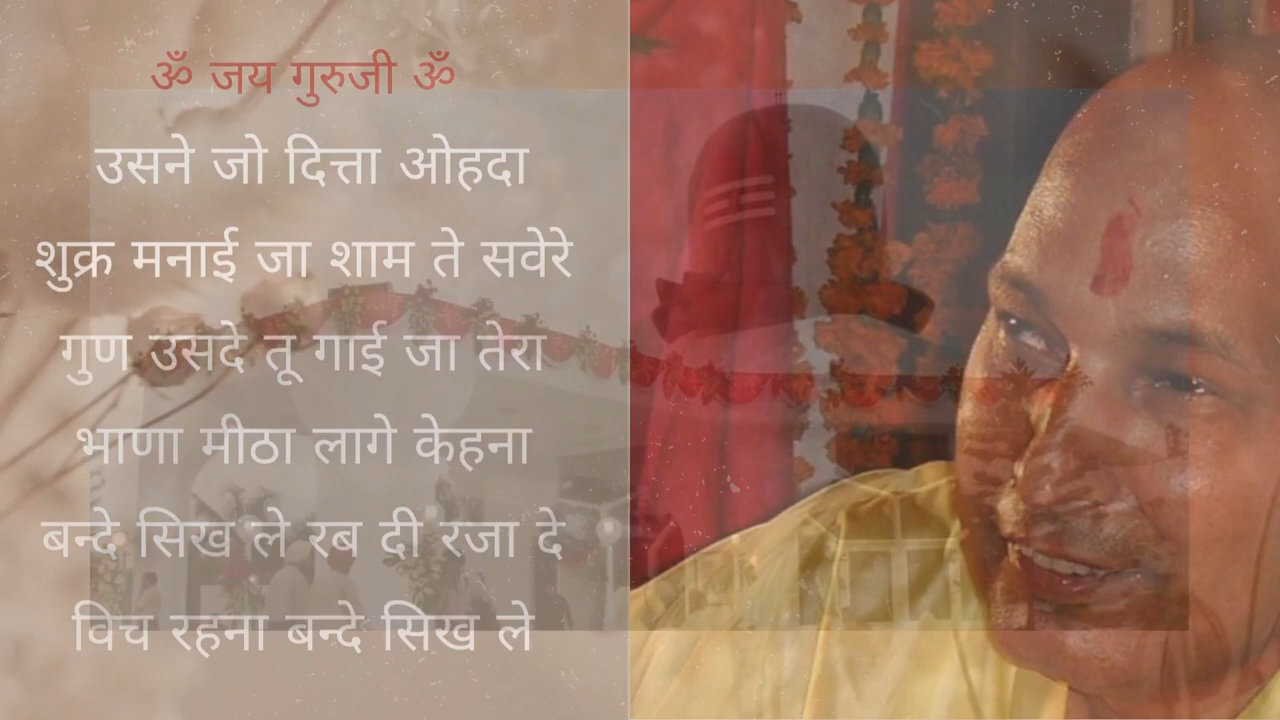 ॐ जय गुरुजी ॐ
उसने जो दित्ता ओहदा
शुक्र मनाई जा शाम ते सवेरे
गुण उसदे तू गाई जा तेरा
भाणा मीठा लागे केहना
बन्दे सिख ले रब दी रजा दे
विच रहना बन्दे सिख ले